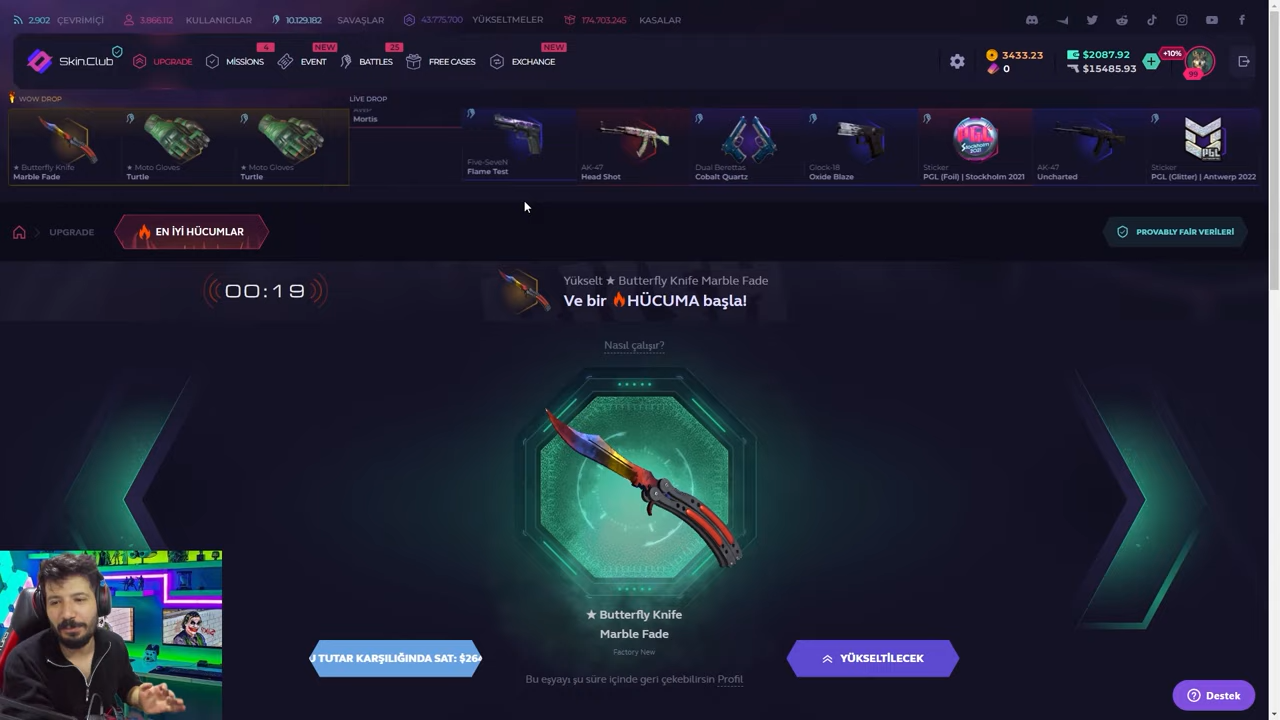 2.902 ÇEVRİMİÇİ 3.866.112 KULLANICILAR 10.129.182 SAVAŞLAR 43.775.700 YÜKSELTMELER 174.703.245 KASALAR
4 NEW 25 NEW
Skin.Club UPGRADE MISSIONS EVENT BATTLES FREE CASES EXCHANGE
3433.23 $2087.92 +10%
0 $15485.93 99
WOW DROP LİVE DROP
Mortis
★ Butterfly Knife ★ Moto Gloves ★ Moto Gloves Five-SeveN AK-47 Dual Berettas Glock-18 Sticker AK-47 Sticker
Marble Fade Turtle Turtle Flame Test Head Shot Cobalt Quartz Oxide Blaze PGL (Foil) | Stockholm 2021 Uncharted PGL (Glitter) | Antwerp 2022
UPGRADE EN İYİ HÜCUMLAR PROVABLY FAIR VERİLERİ
Yükselt ★ Butterfly Knife Marble Fade
00:19
Ve bir HÜCUMA başla!
Nasıl çalışır?
★ Butterfly Knife
Marble Fade
Factory New
TUTAR KARŞILIĞINDA SAT: YÜKSELTİLECEK
Bu eşyayı şu süre içinde geri çekebilirsin Profil
Destek